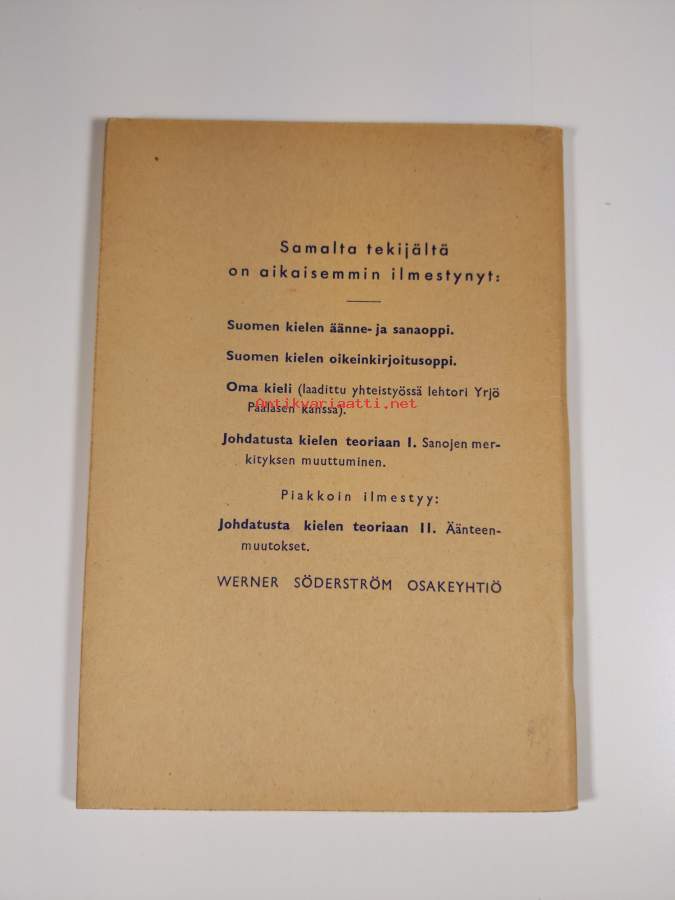 Samalta tekijältä
on aikaisemmin ilmestynyt:
Suomen kielen äänne- ja sanaoppi.
Suomen kielen oikeinkirjoitusoppi.
Oma kieli (laadittu yhteistyössä lehtori Yrjö
Antikvariaatti.net
Paalasen kanssa).
Johdatusta kielen teoriaan I. Sanojen mer-
kityksen muuttuminen.
Piakkoin ilmestyy:
Johdatusta kielen teoriaan II. Äänteen-
muutokset.
WERNER SÖDERSTRÖM OSAKEYHTIÖ